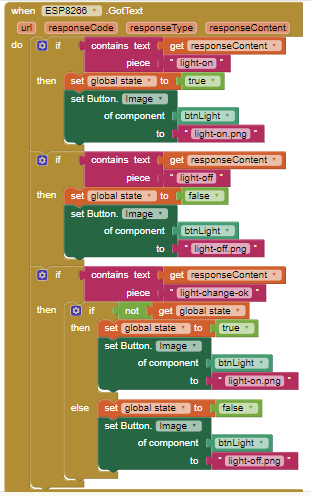 when ESP8266 .GotText
url responseCode responseType responseContent
do if contains text get responseContent
piece " light-on "
then set global state to true
set Button. Image
of component btnLight
to " light-on.png "
if contains text get responseContent
piece " light-off "
then set global state to false
set Button. Image
of component btnLight
to " light-off.png "
if contains text get responseContent
piece " light-change-ok "
then if not get global state
then set global state to true
set Button. Image
of component btnLight
to " light-on.png "
else set global state to false
set Button. Image
of component btnLight
to " light-off.png "